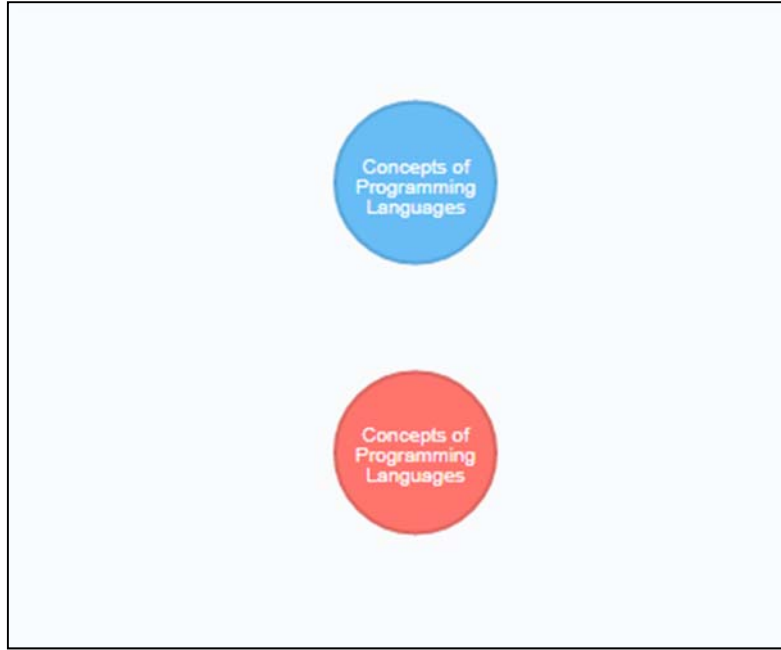 Concepts of
Programming
Languages
Concepts of
Programming
Languages